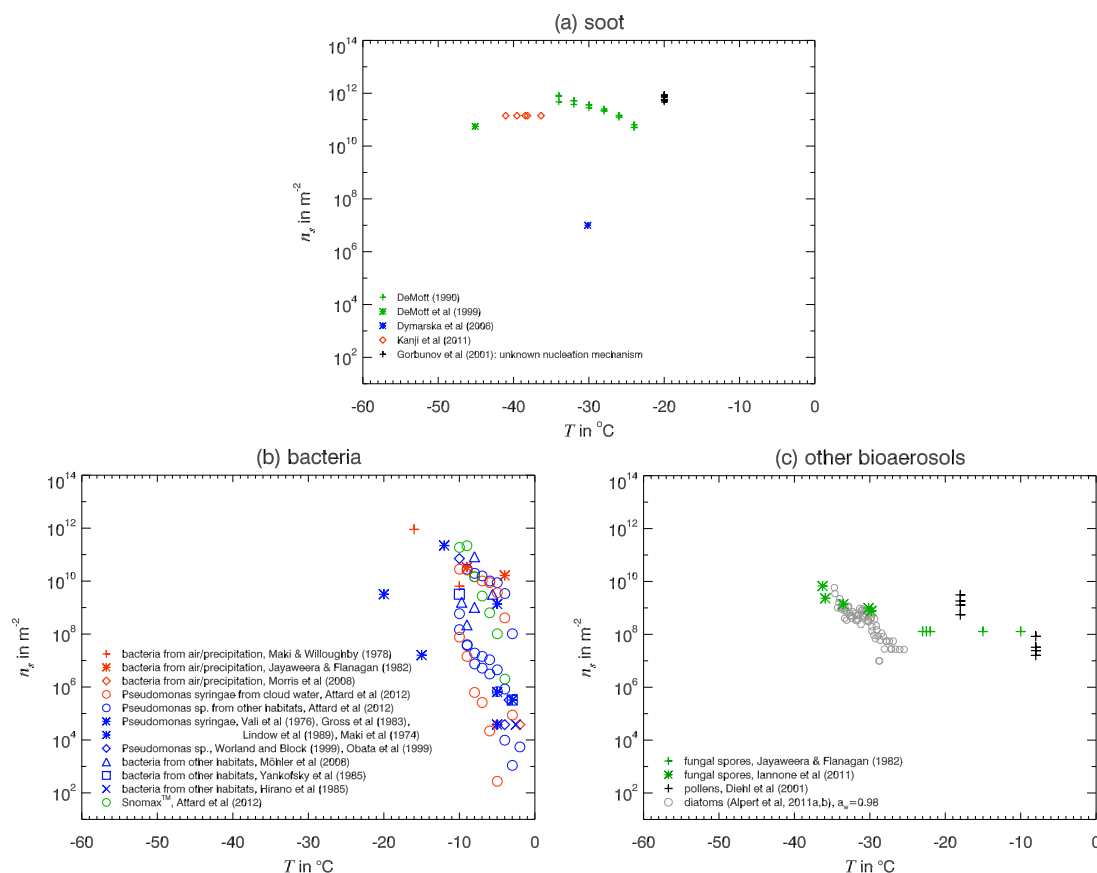 (a) soot
10^14
10^12
10^10
10^8
10^6
10^4
10^2
n_s in m^-2
DeMott (1990)
DeMott et al (1999)
Dymarska et al (2006)
Kanji et al (2011)
Gorbunov et al (2001): unknown nucleation mechanism
-60 -50 -40 -30 -20 -10 0
T in °C
(b) bacteria
10^14
10^12
10^10
10^8
10^6
10^4
10^2
n_s in m^-2
bacteria from air/precipitation, Maki & Willoughby (1978)
bacteria from air/precipitation, Jayaweera & Flanagan (1982)
bacteria from air/precipitation, Morris et al (2008)
Pseudomonas syringae from cloud water, Attard et al (2012)
Pseudomonas sp. from other habitats, Attard et al (2012)
Pseudomonas syringae, Vali et al (1976), Gross et al (1983),
Lindow et al (1989), Maki et al (1974)
Pseudomonas sp., Worland and Block (1999), Obata et al (1999)
bacteria from other habitats, Möhler et al (2008)
bacteria from other habitats, Yankofsky et al (1985)
bacteria from other habitats, Hirano et al (1985)
Snomax™, Attard et al (2012)
-60 -50 -40 -30 -20 -10 0
T in °C
(c) other bioaerosols
10^14
10^12
10^10
10^8
10^6
10^4
10^2
n_s in m^-2
fungal spores, Jayaweera & Flanagan (1982)
fungal spores, Iannone et al (2011)
pollens, Diehl et al (2001)
diatoms (Alpert et al, 2011a,b), a_w=0.98
-60 -50 -40 -30 -20 -10 0
T in °C